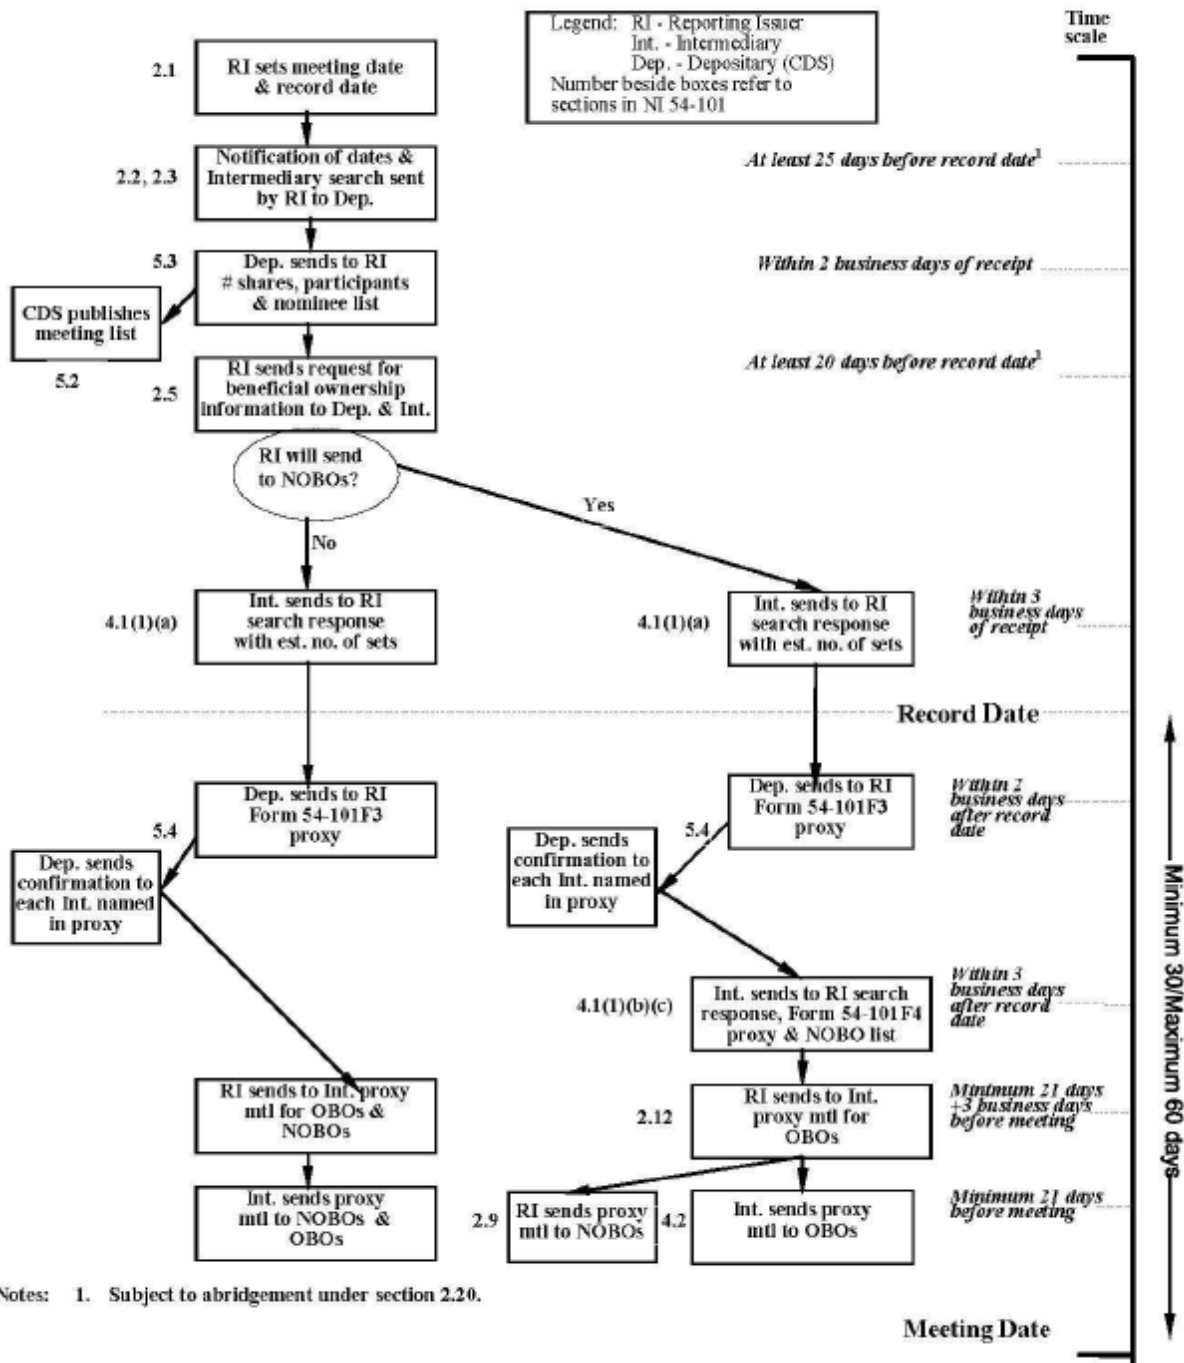 Legend: RI - Reporting Issuer
Int. - Intermediary
Dep. - Depositary (CDS)
Number beside boxes refer to
sections in NI 54-101
Time
scale
2.1
RI sets meeting date
& record date
2.2, 2.3
Notification of dates &
Intermediary search sent
by RI to Dep.
At least 25 days before record date1
5.3
Dep. sends to RI
# shares, participants
& nominee list
Within 2 business days of receipt
CDS publishes
meeting list
5.2
2.5
RI sends request for
beneficial ownership
information to Dep. & Int.
At least 20 days before record date1
RI will send
to NOBOs?
Yes
No
4.1(1)(a)
Int. sends to RI
search response
with est. no. of sets
4.1(1)(a)
Int. sends to RI
search response
with est. no. of sets
Within 3
business days
of receipt
Record Date
Dep. sends to RI
Form 54-101F3
proxy
Dep. sends to RI
Form 54-101F3
proxy
Within 2
business days
after record
date
5.4
Dep. sends
confirmation to
each Int. named
in proxy
5.4
Dep. sends
confirmation to
each Int. named
in proxy
Minimum 30/Maximum 60 days
4.1(1)(b)(c)
Int. sends to RI search
response, Form 54-101F4
proxy & NOBO list
Within 3
business days
after record
date
RI sends to Int. proxy
mtl for OBOs &
NOBOs
2.12
RI sends to Int.
proxy mtl for
OBOs
Minimum 21 days
+3 business days
before meeting
Int. sends proxy
mtl to NOBOs &
OBOs
2.9
RI sends proxy
mtl to NOBOs
4.2
Int. sends proxy
mtl to OBOs
Minimum 21 days
before meeting
Notes: 1. Subject to abridgement under section 2.20.
Meeting Date